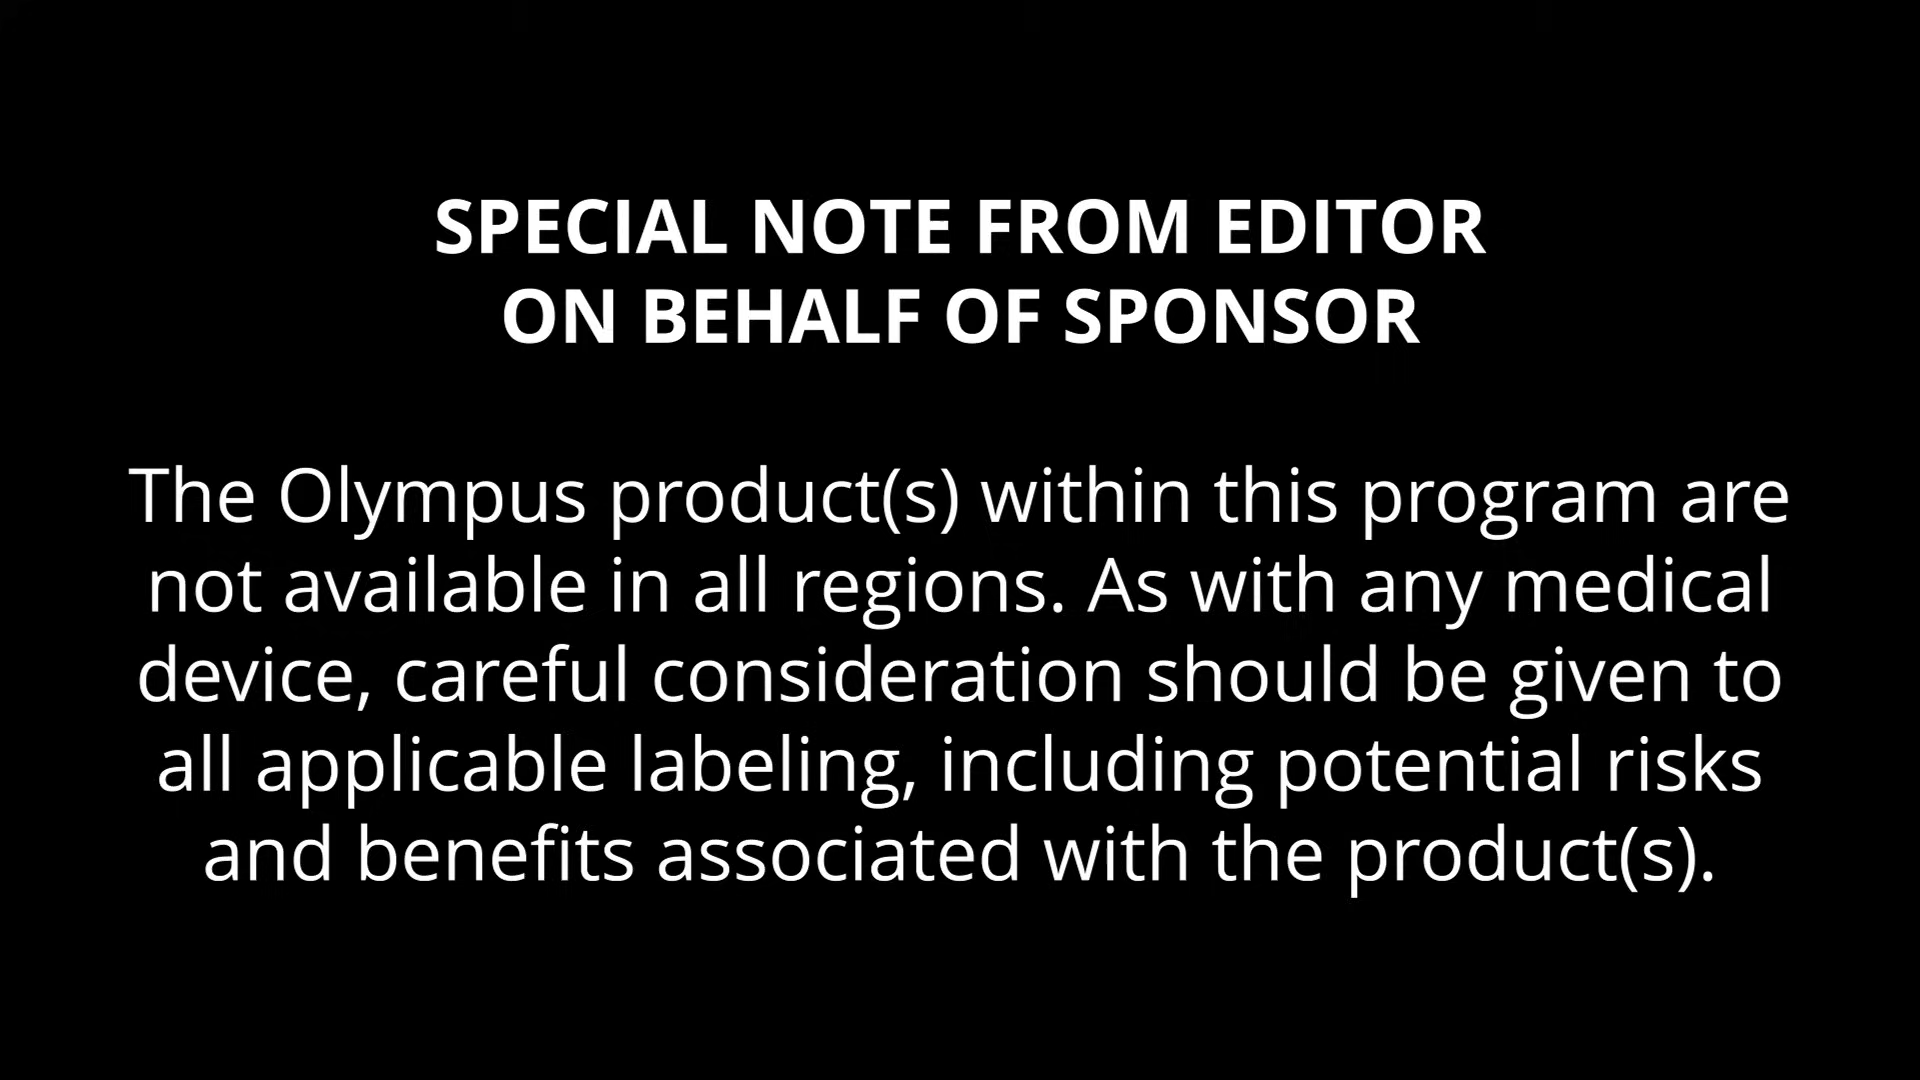 SPECIAL NOTE FROM EDITOR
ON BEHALF OF SPONSOR
The Olympus product(s) within this program are
not available in all regions. As with any medical
device, careful consideration should be given to
all applicable labeling, including potential risks
and benefits associated with the product(s).